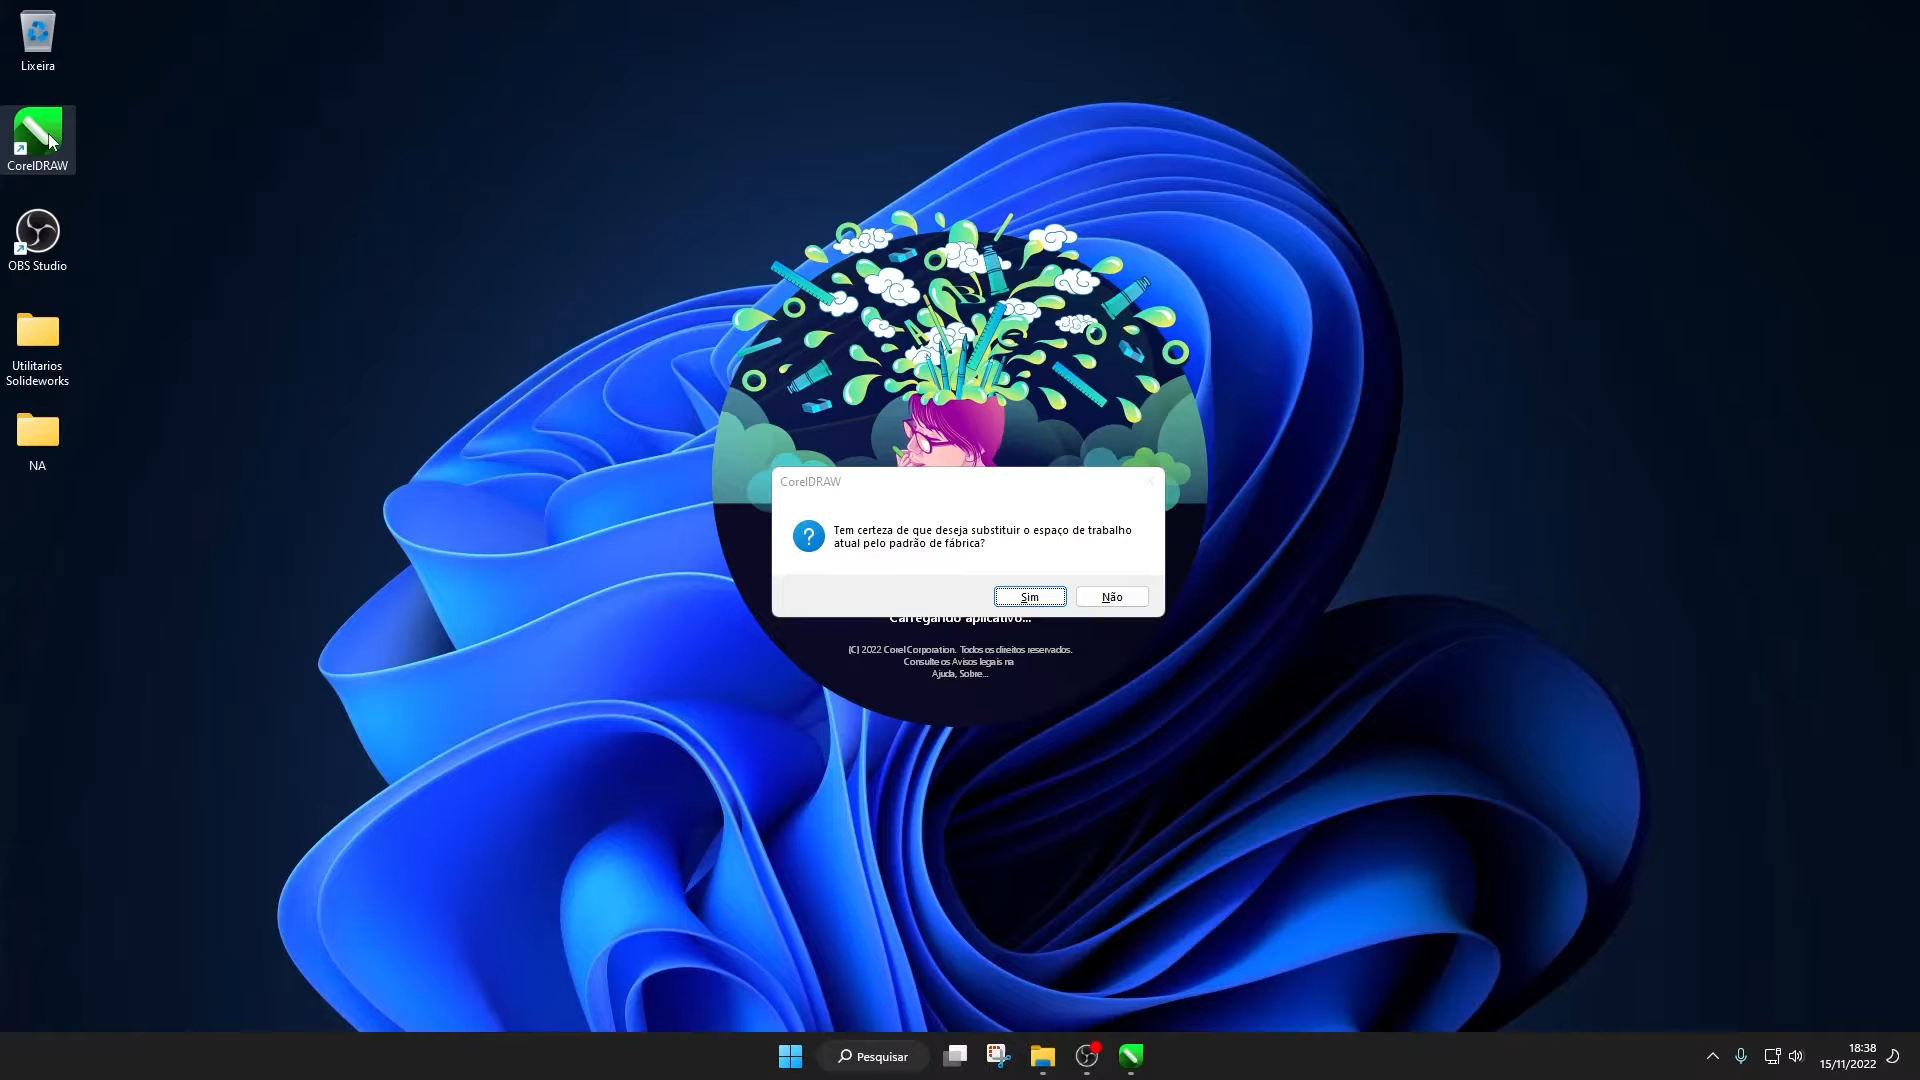 Lixeira
CorelDRAW
OBS Studio
Utilitarios
Solideworks
NA
CorelDRAW
Tem certeza de que deseja substituir o espaço de trabalho
atual pelo padrão de fábrica?
Sim
Não
Carregando aplicativo...
(C) 2022 Corel Corporation. Todos os direitos reservados.
Consulte os Avisos legais na
Ajuda, Sobre...
Pesquisar
18:38
15/11/2022